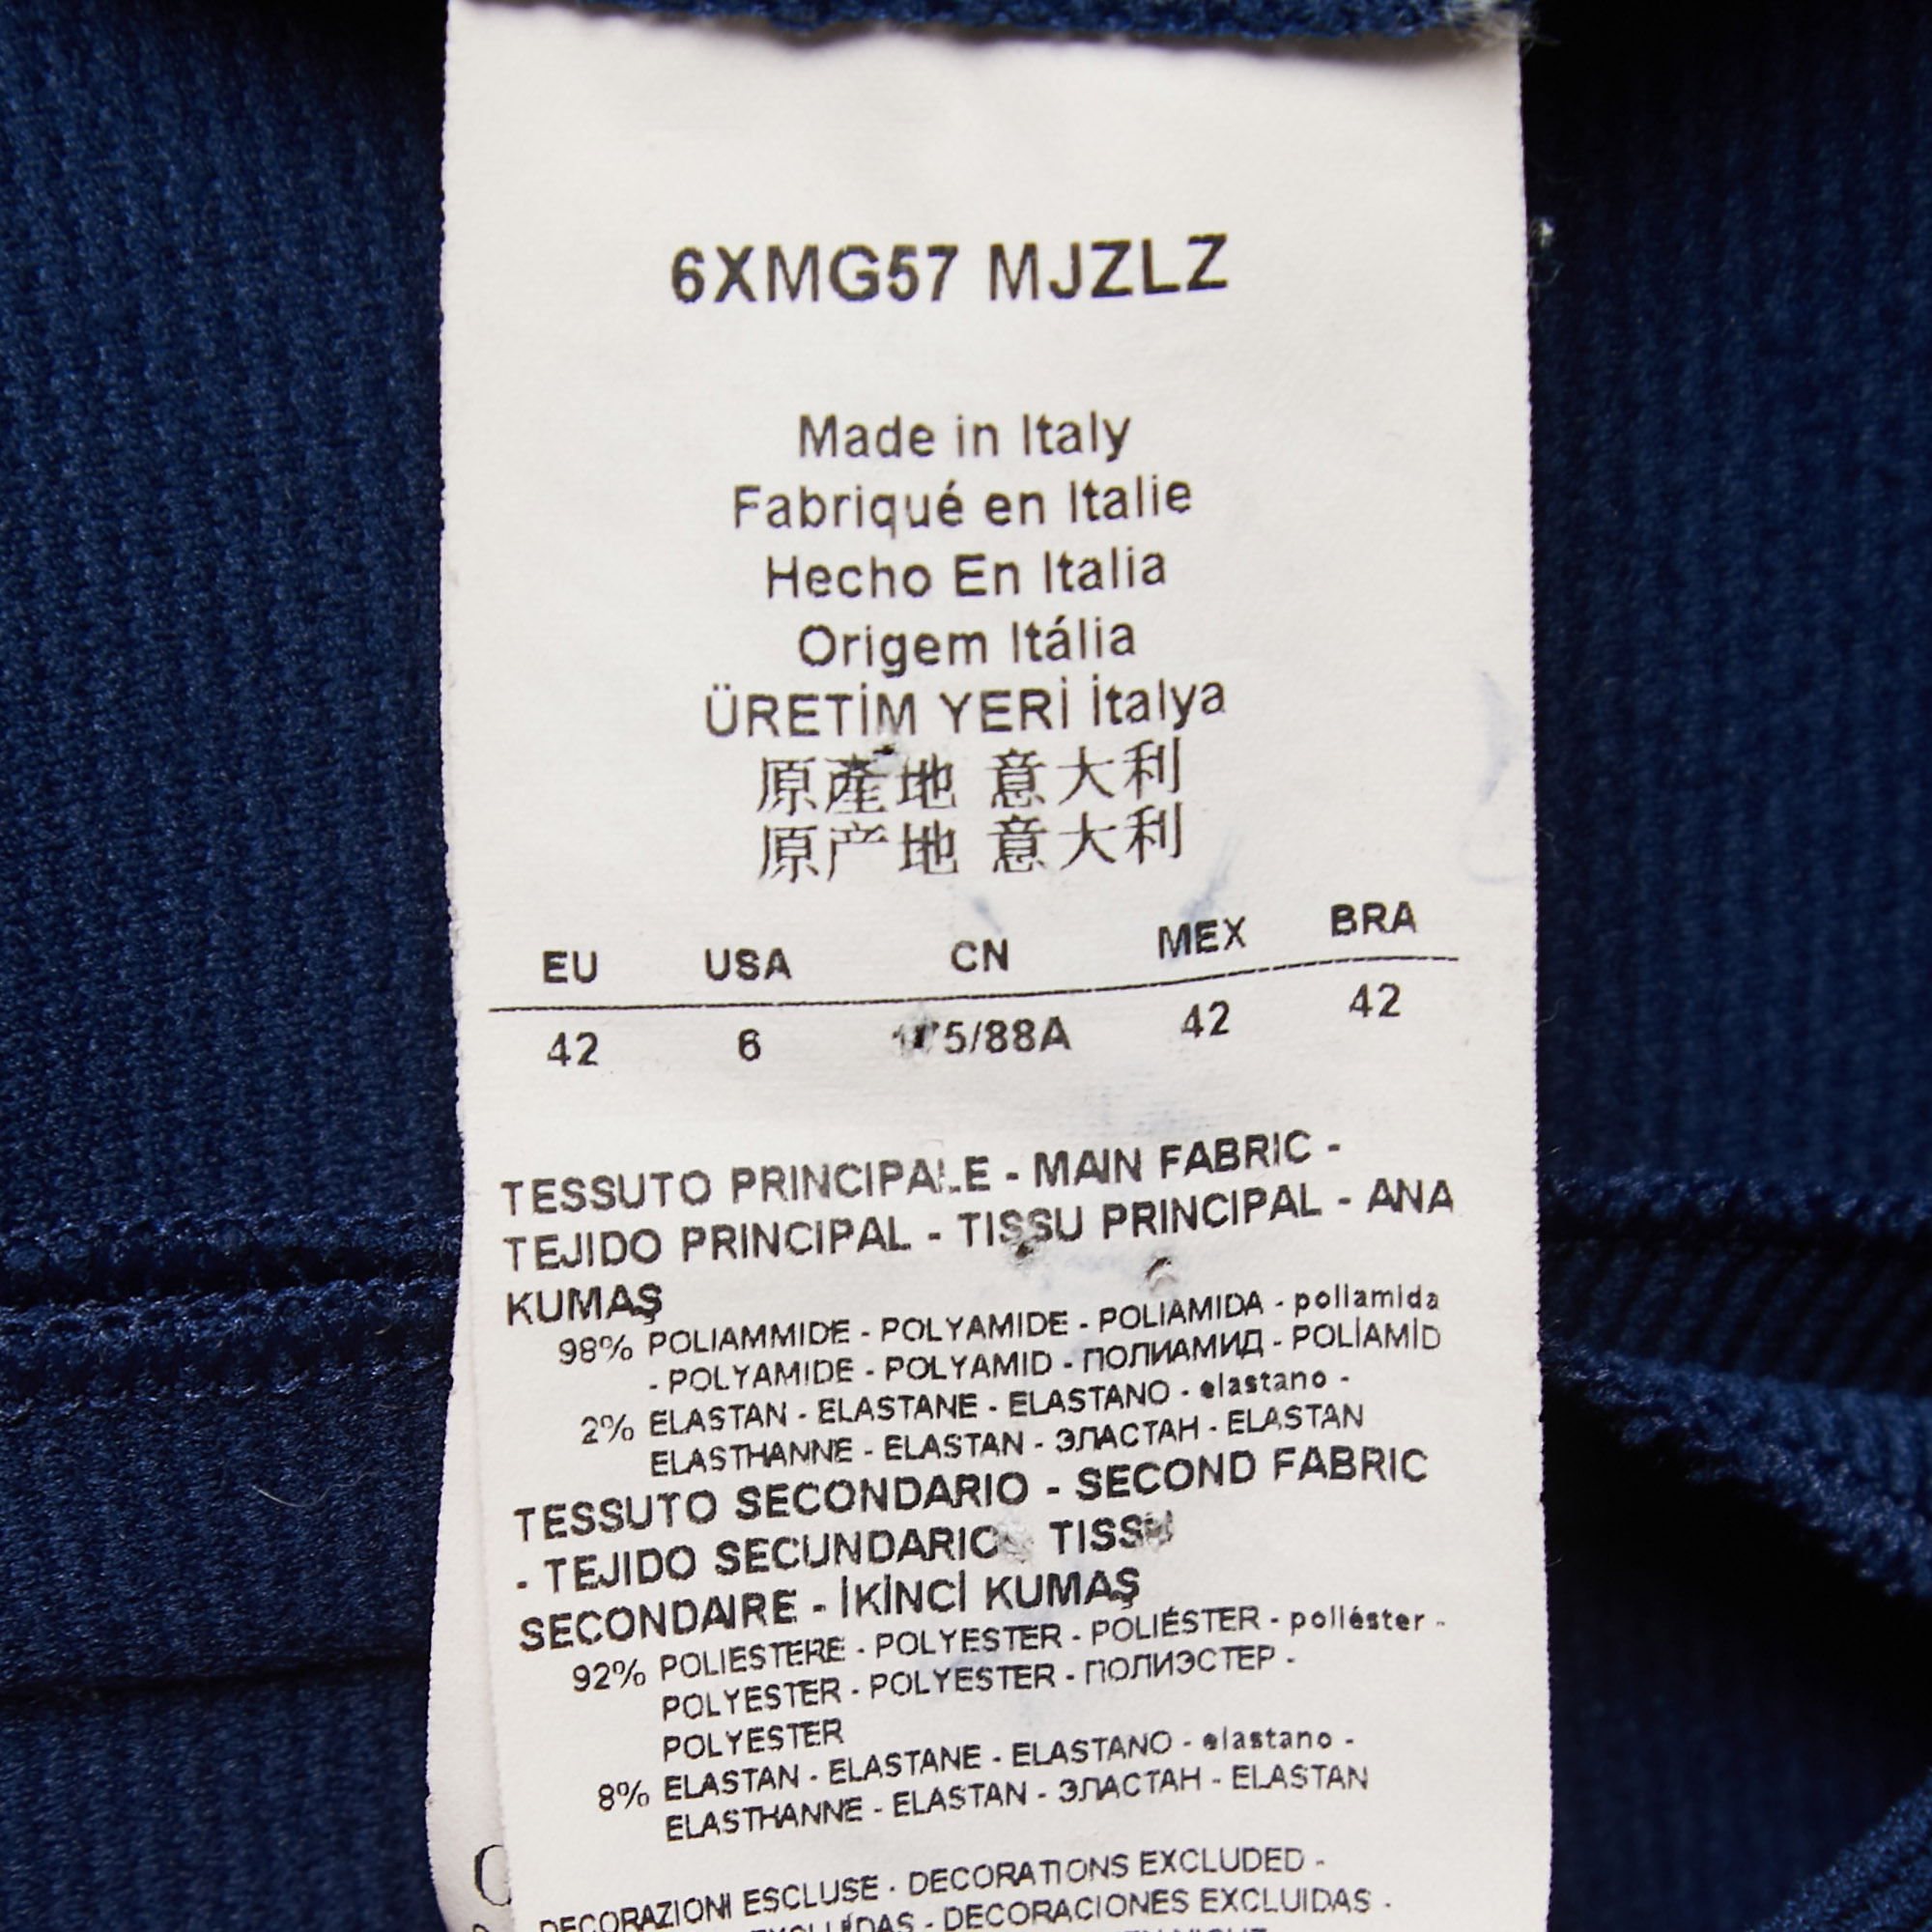 6XMG57 MJZLZ
Made in Italy
Fabriqué en Italie
Hecho En Italia
Origem Itália
ÜRETİM YERİ İtalya
原產地 意大利
原产地 意大利
EU USA CN MEX BRA
42 6 175/88A 42 42
TESSUTO PRINCIPALE - MAIN FABRIC -
TEJIDO PRINCIPAL - TISSU PRINCIPAL - ANA
KUMAŞ
98% POLIAMMIDE - POLYAMIDE - POLIAMIDA - poliamida
- POLYAMIDE - POLYAMID - ПОЛИАМИД - POLİAMİD
2% ELASTAN - ELASTANE - ELASTANO - elastano -
ELASTHANNE - ELASTAN - ЭЛАСТАН - ELASTAN
TESSUTO SECONDARIO - SECOND FABRIC
- TEJIDO SECUNDARIO TISSU
SECONDAIRE - İKİNCİ KUMAŞ
92% POLIESTERE - POLYESTER - POLIÉSTER - poliéster -
POLYESTER - POLYESTER - ПОЛИЭСТЕР -
POLYESTER
8% ELASTAN - ELASTANE - ELASTANO - elastano -
ELASTHANNE - ELASTAN - ЭЛАСТАН - ELASTAN
DECORAZIONI ESCLUSE - DECORATIONS EXCLUDED -
- DECORACIONES EXCLUIDAS -